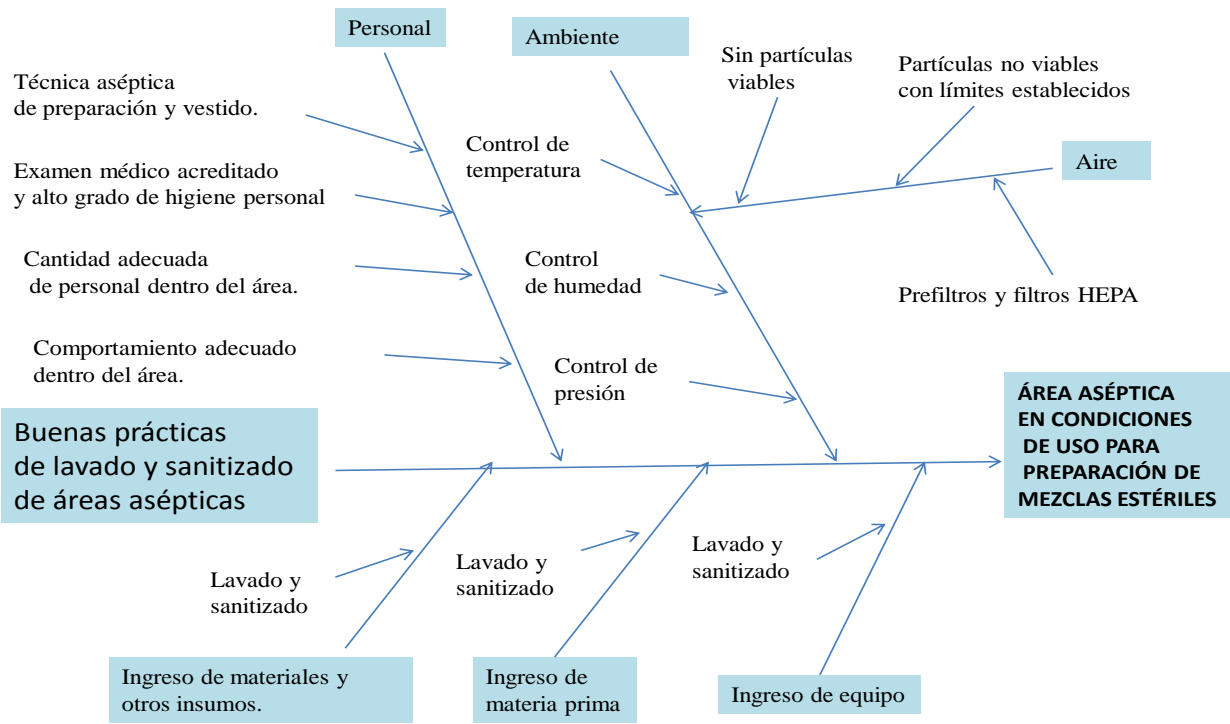 Personal
Ambiente
Técnica aséptica
de preparación y vestido.
Examen médico acreditado
y alto grado de higiene personal
Cantidad adecuada
de personal dentro del área.
Comportamiento adecuado
dentro del área.
Control de
temperatura
Control
de humedad
Control de
presión
Sin partículas
viables
Partículas no viables
con límites establecidos
Aire
Prefiltros y filtros HEPA
Buenas prácticas
de lavado y sanitizado
de áreas asépticas
ÁREA ASÉPTICA
EN CONDICIONES
DE USO PARA
PREPARACIÓN DE
MEZCLAS ESTÉRILES
Lavado y
sanitizado
Lavado y
sanitizado
Lavado y
sanitizado
Ingreso de materiales y
otros insumos.
Ingreso de
materia prima
Ingreso de equipo